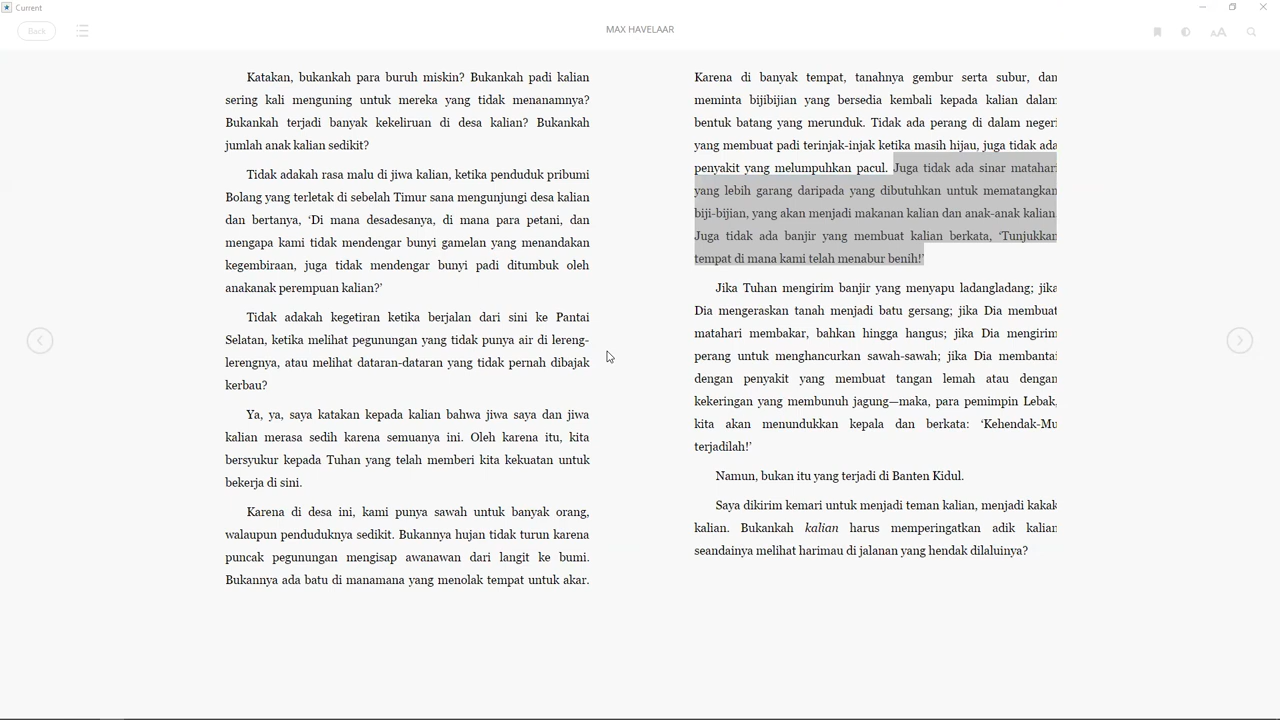 Current
Back
MAX HAVELAAR
AA
Katakan, bukankah para buruh miskin? Bukankah padi kalian
sering kali menguning untuk mereka yang tidak menanamnya?
Bukankah terjadi banyak kekeliruan di desa kalian? Bukankah
jumlah anak kalian sedikit?
Tidak adakah rasa malu di jiwa kalian, ketika penduduk pribumi
Bolang yang terletak di sebelah Timur sana mengunjungi desa kalian
dan bertanya, ‘Di mana desadesanya, di mana para petani, dan
mengapa kami tidak mendengar bunyi gamelan yang menandakan
kegembiraan, juga tidak mendengar bunyi padi ditumbuk oleh
anakanak perempuan kalian?’
Tidak adakah kegetiran ketika berjalan dari sini ke Pantai
Selatan, ketika melihat pegunungan yang tidak punya air di lereng-
lerengnya, atau melihat dataran-dataran yang tidak pernah dibajak
kerbau?
Ya, ya, saya katakan kepada kalian bahwa jiwa saya dan jiwa
kalian merasa sedih karena semuanya ini. Oleh karena itu, kita
bersyukur kepada Tuhan yang telah memberi kita kekuatan untuk
bekerja di sini.
Karena di desa ini, kami punya sawah untuk banyak orang,
walaupun penduduknya sedikit. Bukannya hujan tidak turun karena
puncak pegunungan mengisap awanawan dari langit ke bumi.
Bukannya ada batu di manamana yang menolak tempat untuk akar.
Karena di banyak tempat, tanahnya gembur serta subur, dan
meminta bijibijian yang bersedia kembali kepada kalian dalam
bentuk batang yang merunduk. Tidak ada perang di dalam negeri
yang membuat padi terinjak-injak ketika masih hijau, juga tidak ada
penyakit yang melumpuhkan pacul. Juga tidak ada sinar matahari
yang lebih garang daripada yang dibutuhkan untuk mematangkan
biji-bijian, yang akan menjadi makanan kalian dan anak-anak kalian.
Juga tidak ada banjir yang membuat kalian berkata, ‘Tunjukkan
tempat di mana kami telah menabur benih!’
Jika Tuhan mengirim banjir yang menyapu ladangladang; jika
Dia mengeraskan tanah menjadi batu gersang; jika Dia membuat
matahari membakar, bahkan hingga hangus; jika Dia mengirim
perang untuk menghancurkan sawah-sawah; jika Dia membantai
dengan penyakit yang membuat tangan lemah atau dengan
kekeringan yang membunuh jagung—maka, para pemimpin Lebak,
kita akan menundukkan kepala dan berkata: ‘Kehendak-Mu
terjadilah!’
Namun, bukan itu yang terjadi di Banten Kidul.
Saya dikirim kemari untuk menjadi teman kalian, menjadi kakak
kalian. Bukankah kalian harus memperingatkan adik kalian
seandainya melihat harimau di jalanan yang hendak dilaluinya?